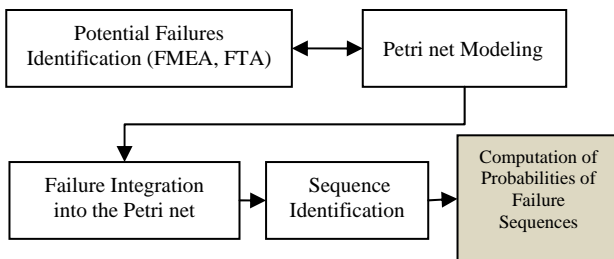 Potential Failures
Identification (FMEA, FTA)
Petri net Modeling
Failure Integration
into the Petri net
Sequence
Identification
Computation of
Probabilities of
Failure
Sequences